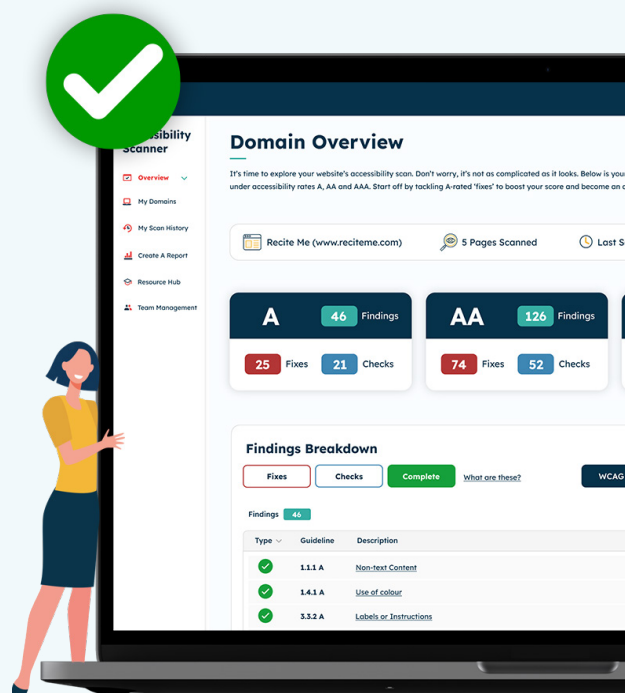 Scanner
Overview
My Domains
My Scan History
Create A Report
Resource Hub
Team Management
Domain Overview
It's time to explore your website's accessibility scan. Don't worry, it's not as complicated as it looks. Below is your
under accessibility rates A, AA and AAA. Start off by tackling A-rated 'fixes' to boost your score and become an
Recite Me (www.reciteme.com)
5 Pages Scanned
Last
A
46 Findings
25 Fixes 21 Checks
AA
126 Findings
74 Fixes 52 Checks
Findings Breakdown
Fixes Checks Complete What are these? WCAG
Findings 46
Type Guideline Description
1.1.1 A Non-text Content
1.4.1 A Use of colour
3.3.2 A Labels or Instructions